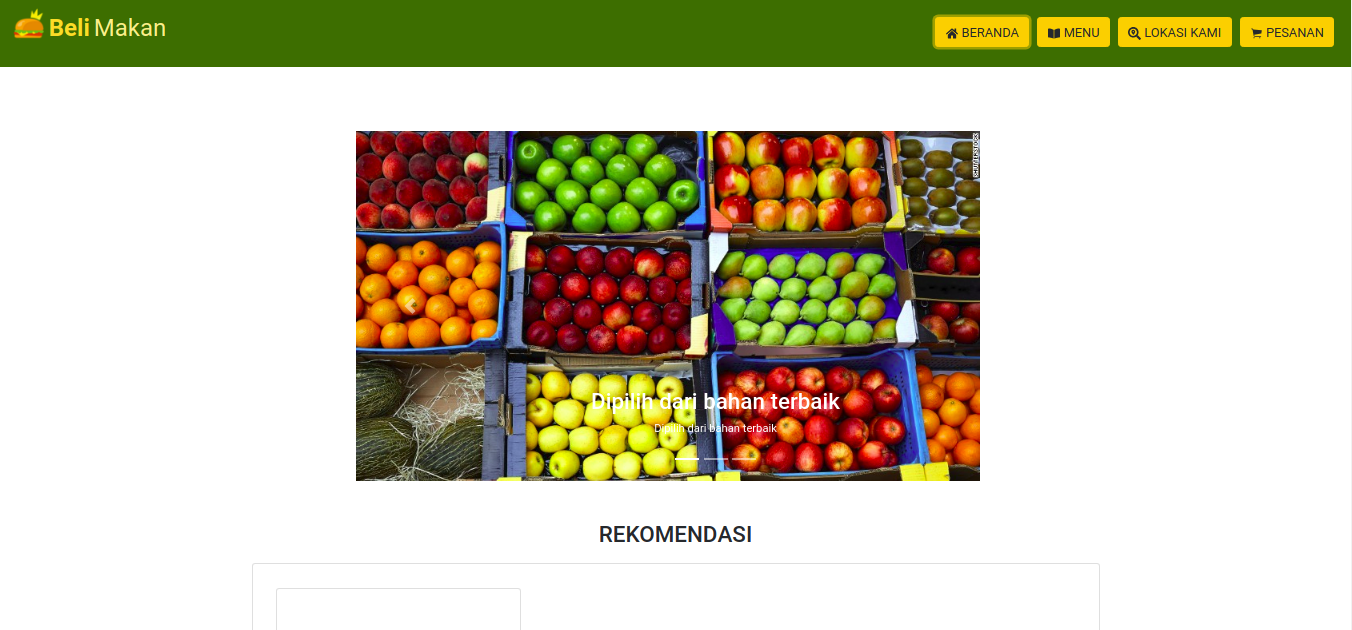 Beli Makan
BERANDA
MENU
LOKASI KAMI
PESANAN
SHUTTERSTOCK
Dipilih dari bahan terbaik
Dipilih dari bahan terbaik
REKOMENDASI